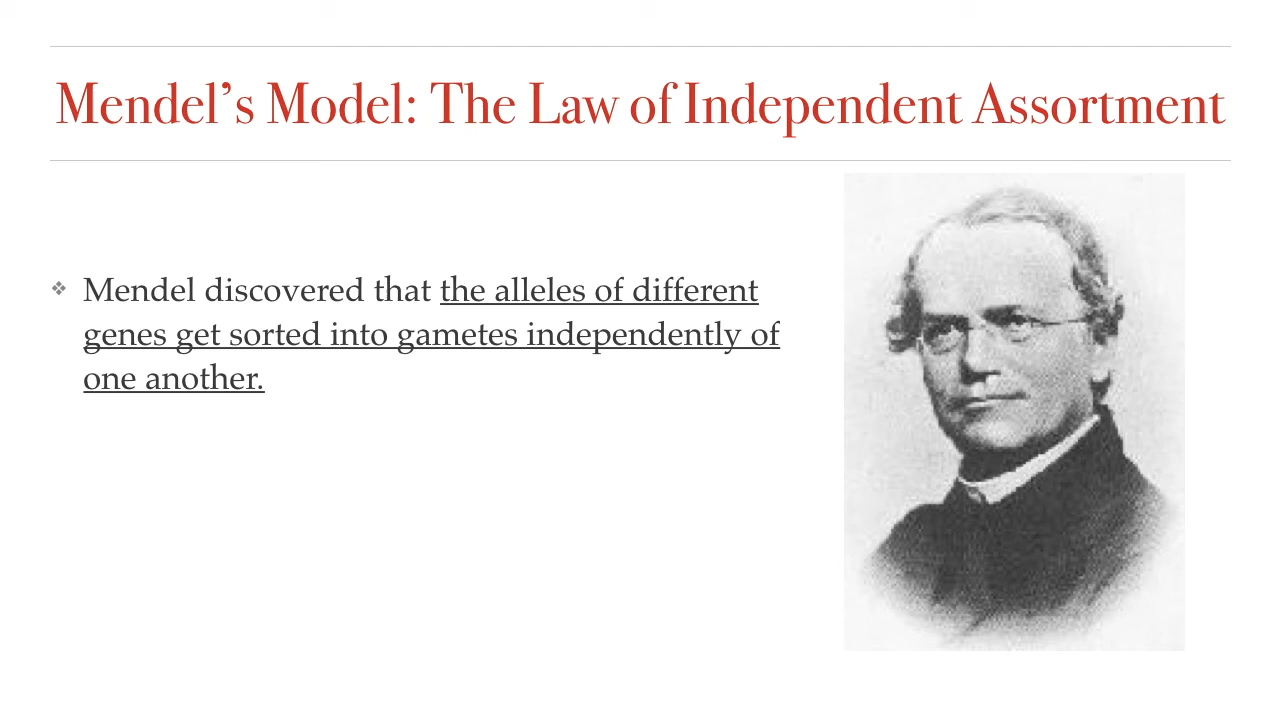 Mendel’s Model: The Law of Independent Assortment
❖ Mendel discovered that the alleles of different
genes get sorted into gametes independently of
one another.